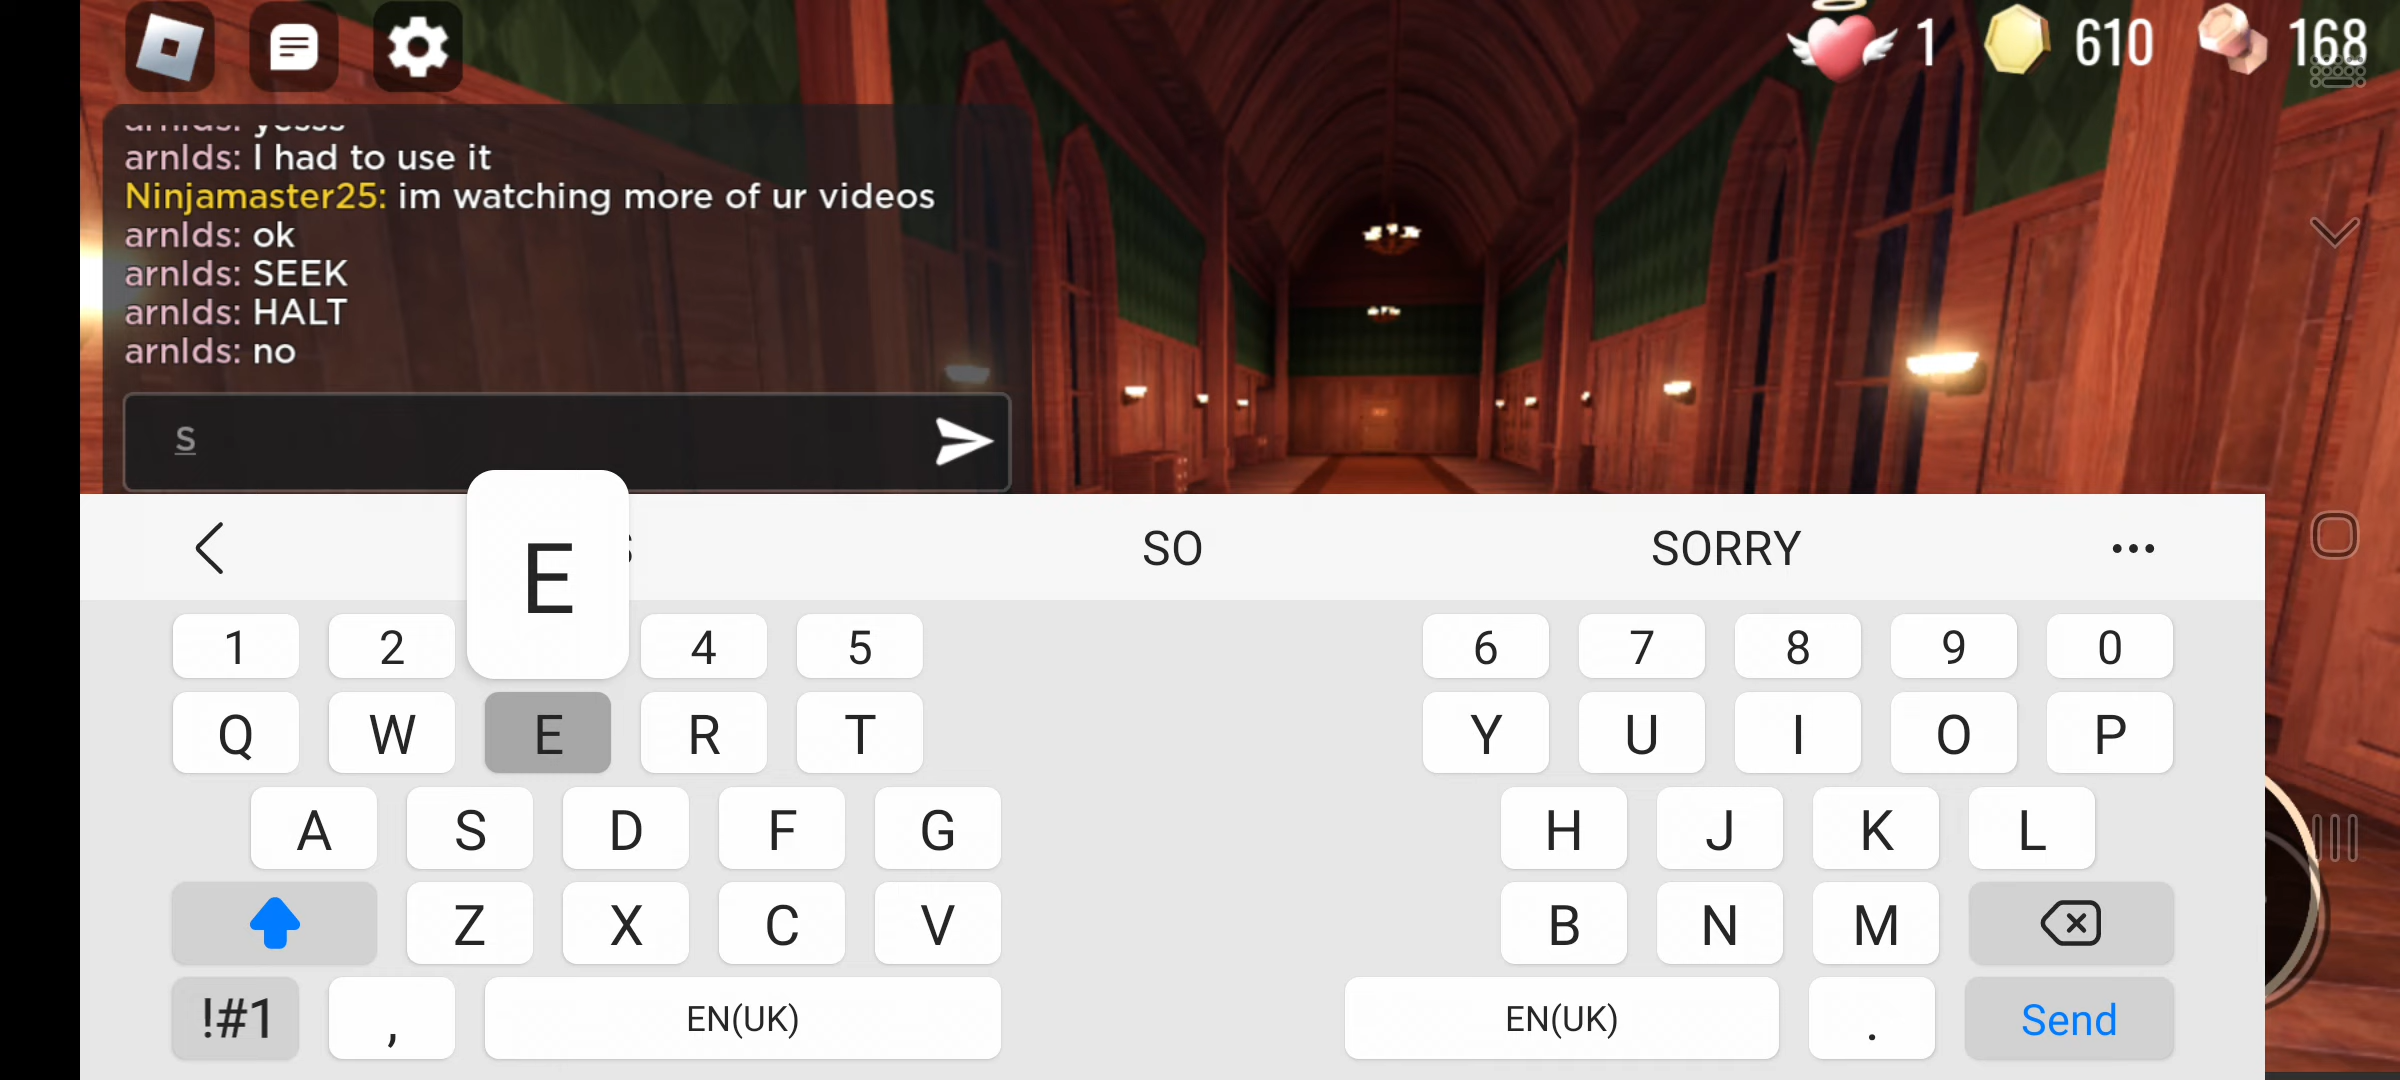 1 610 168
arnlds: yesss
arnlds: I had to use it
Ninjamaster25: im watching more of ur videos
arnlds: ok
arnlds: SEEK
arnlds: HALT
arnlds: no
S
E SO SORRY
1 2 4 5 6 7 8 9 0
Q W E R T Y U I O P
A S D F G H J K L
Z X C V B N M
!#1 , EN(UK) EN(UK) . Send